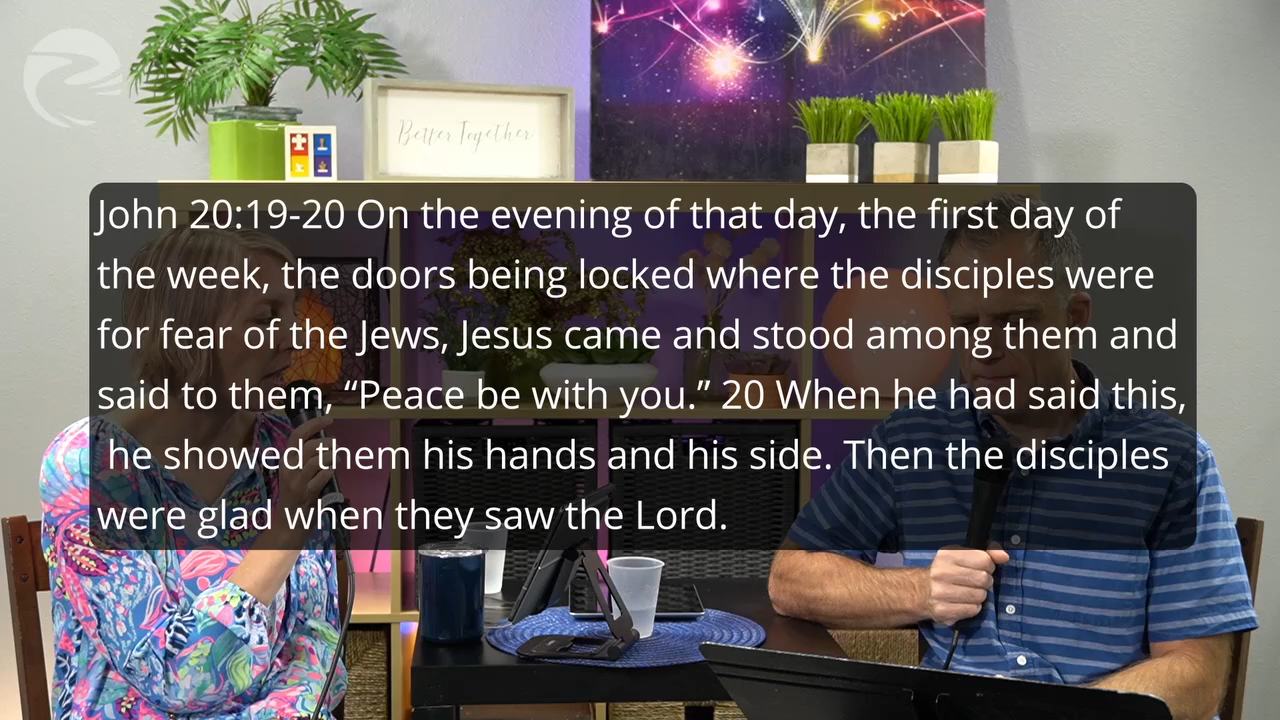 Better Together
John 20:19-20 On the evening of that day, the first day of
the week, the doors being locked where the disciples were
for fear of the Jews, Jesus came and stood among them and
said to them, “Peace be with you.” 20 When he had said this,
he showed them his hands and his side. Then the disciples
were glad when they saw the Lord.